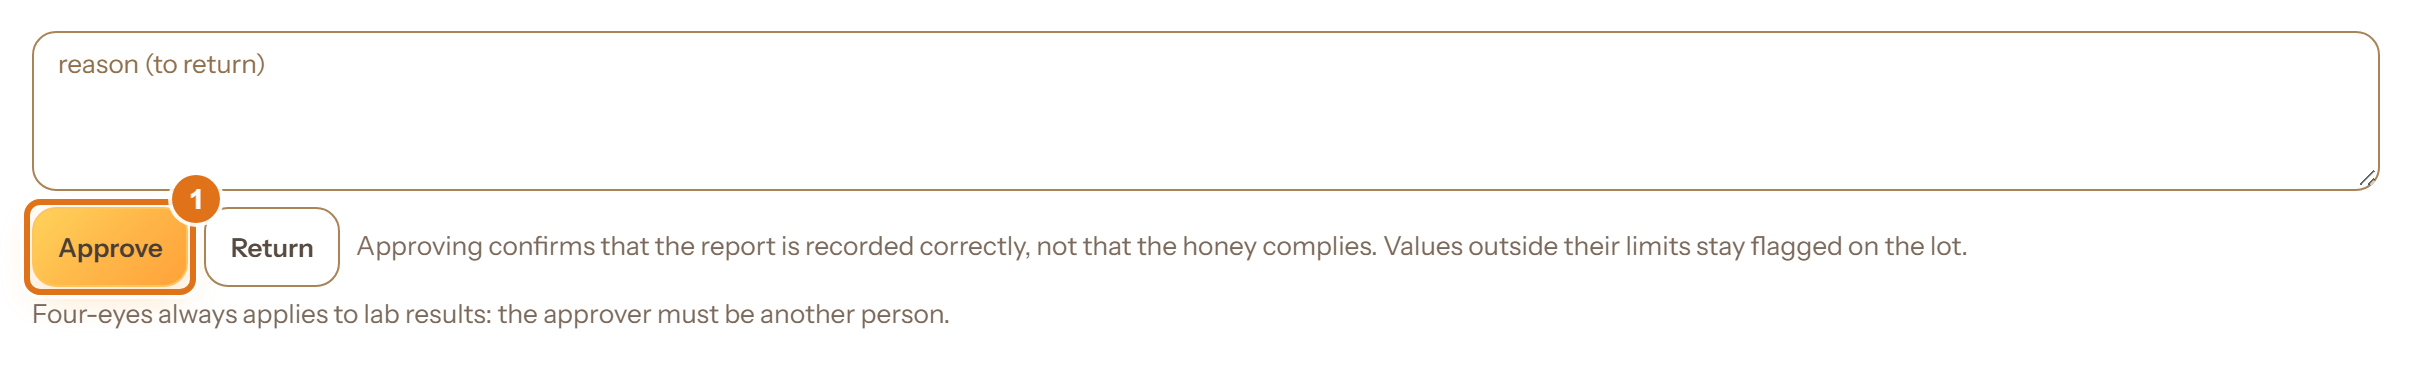 reason (to return)
1
Approve
Return
Approving confirms that the report is recorded correctly, not that the honey complies. Values outside their limits stay flagged on the lot.
Four-eyes always applies to lab results: the approver must be another person.